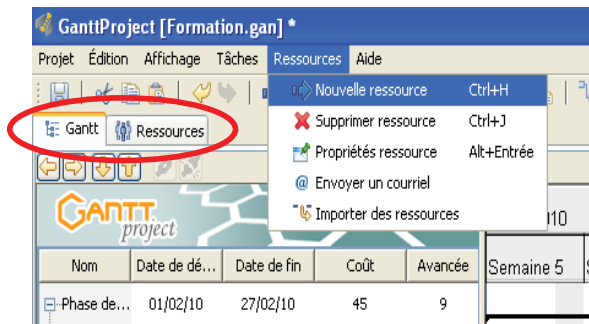 GanttProject [Formation.gan] *
Projet Édition Affichage Tâches Ressources Aide
Nouvelle ressource Ctrl+H
Gantt Ressources
Supprimer ressource Ctrl+J
Propriétés ressource Alt+Entrée
@ Envoyer un courriel
Importer des ressources
GANTT
project
Nom Date de dé... Date de fin Coût Avancée Semaine 5
Phase de... 01/02/10 27/02/10 45 9